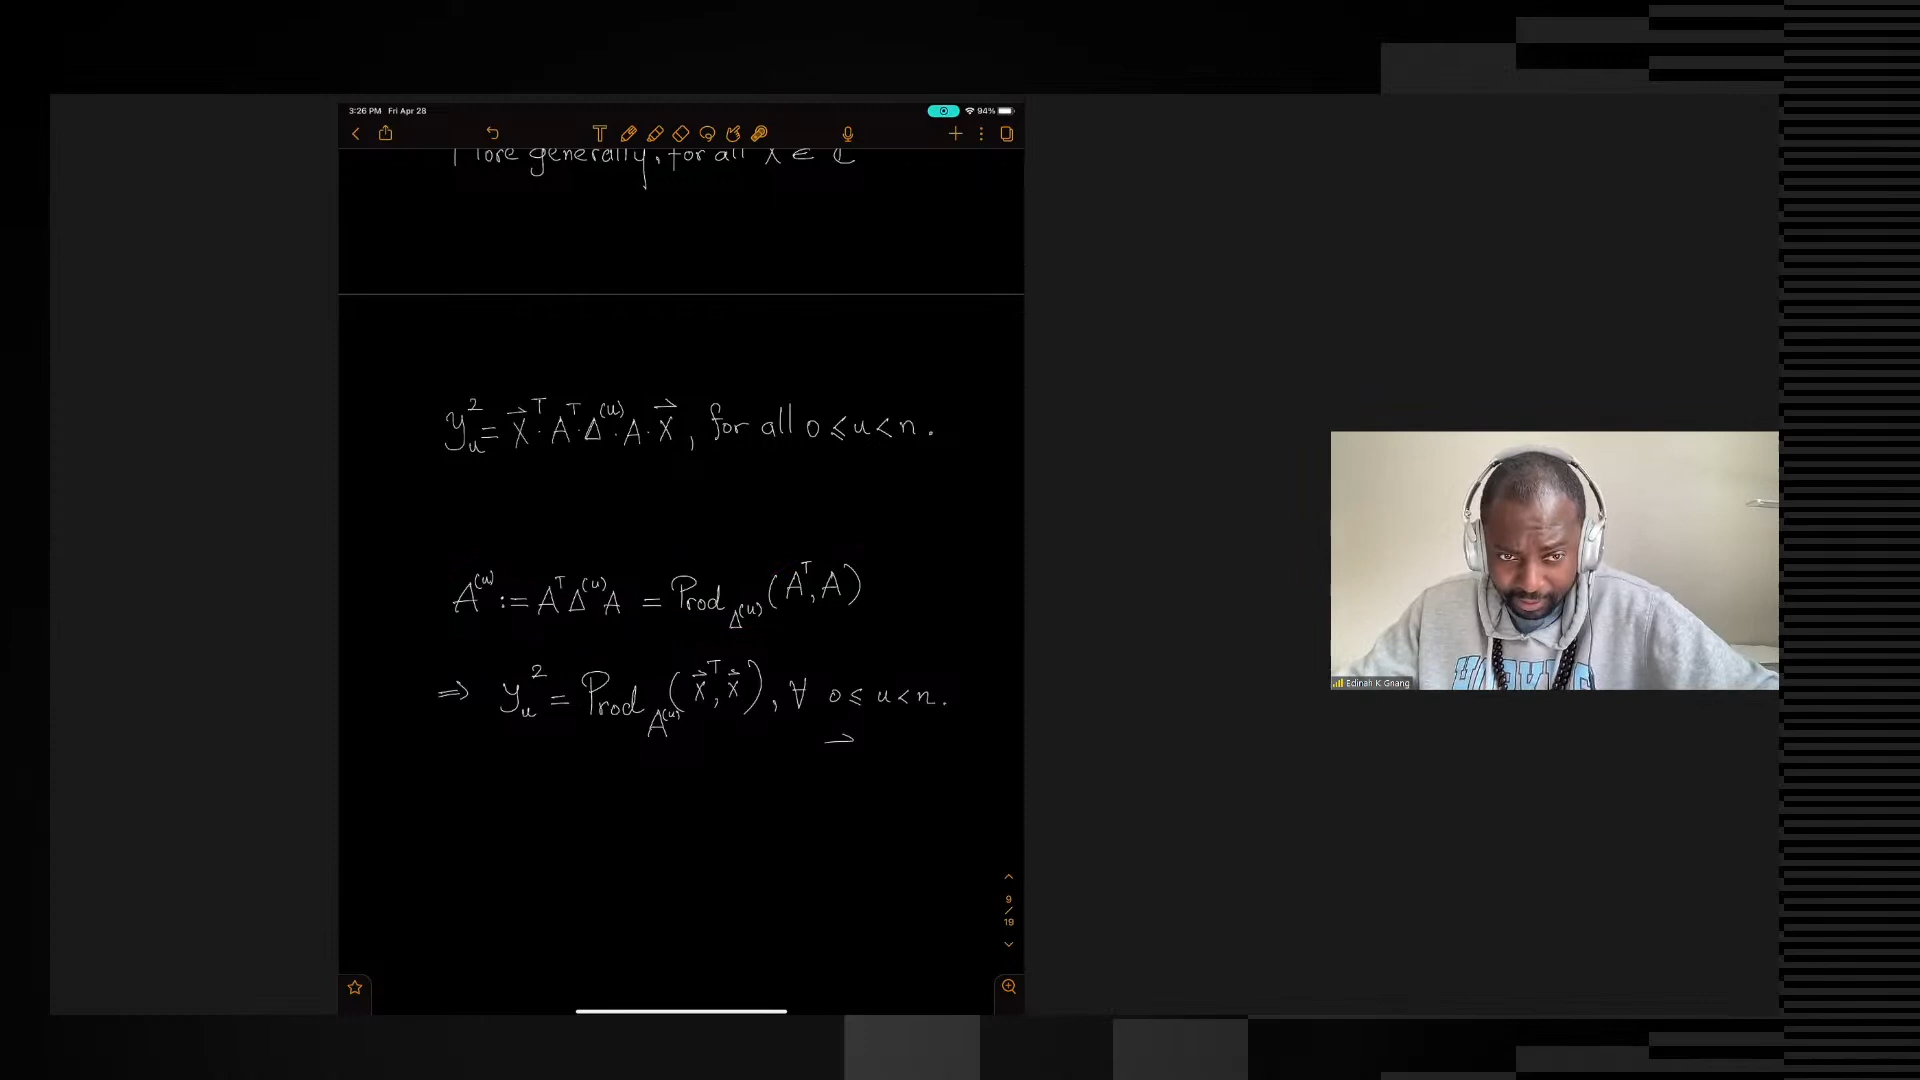 3:26 PM Fri Apr 28
94%
More generally, for all x ∈ ℂ
y_u^2 = x⃗^T · A^T · Δ^(u) · A · x⃗, for all 0 ⩽ u < n.
A^(u) := A^T Δ^(u) A = Prod_Δ^(u) (A^T, A)
⇒ y_u^2 = Prod_A^(u) (x⃗^T, x⃗), ∀ 0 ⩽ u < n.
9
/
19
Edinah K Gnang